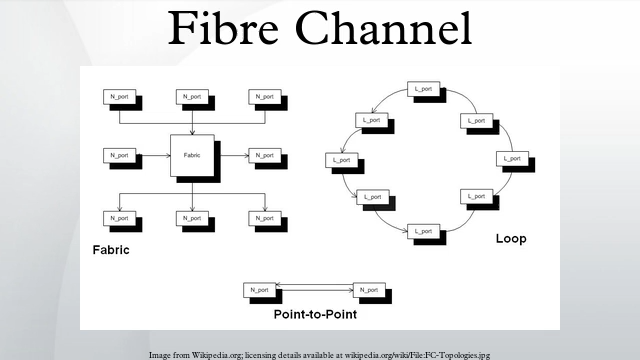 Fibre Channel
N_port N_port N_port
N_port Fabric N_port
N_port N_port N_port
Fabric
L_port
L_port L_port
L_port L_port
L_port L_port
L_port
Loop
N_port N_port
Point-to-Point
Image from Wikipedia.org; licensing details available at wikipedia.org/wiki/File:FC-Topologies.jpg